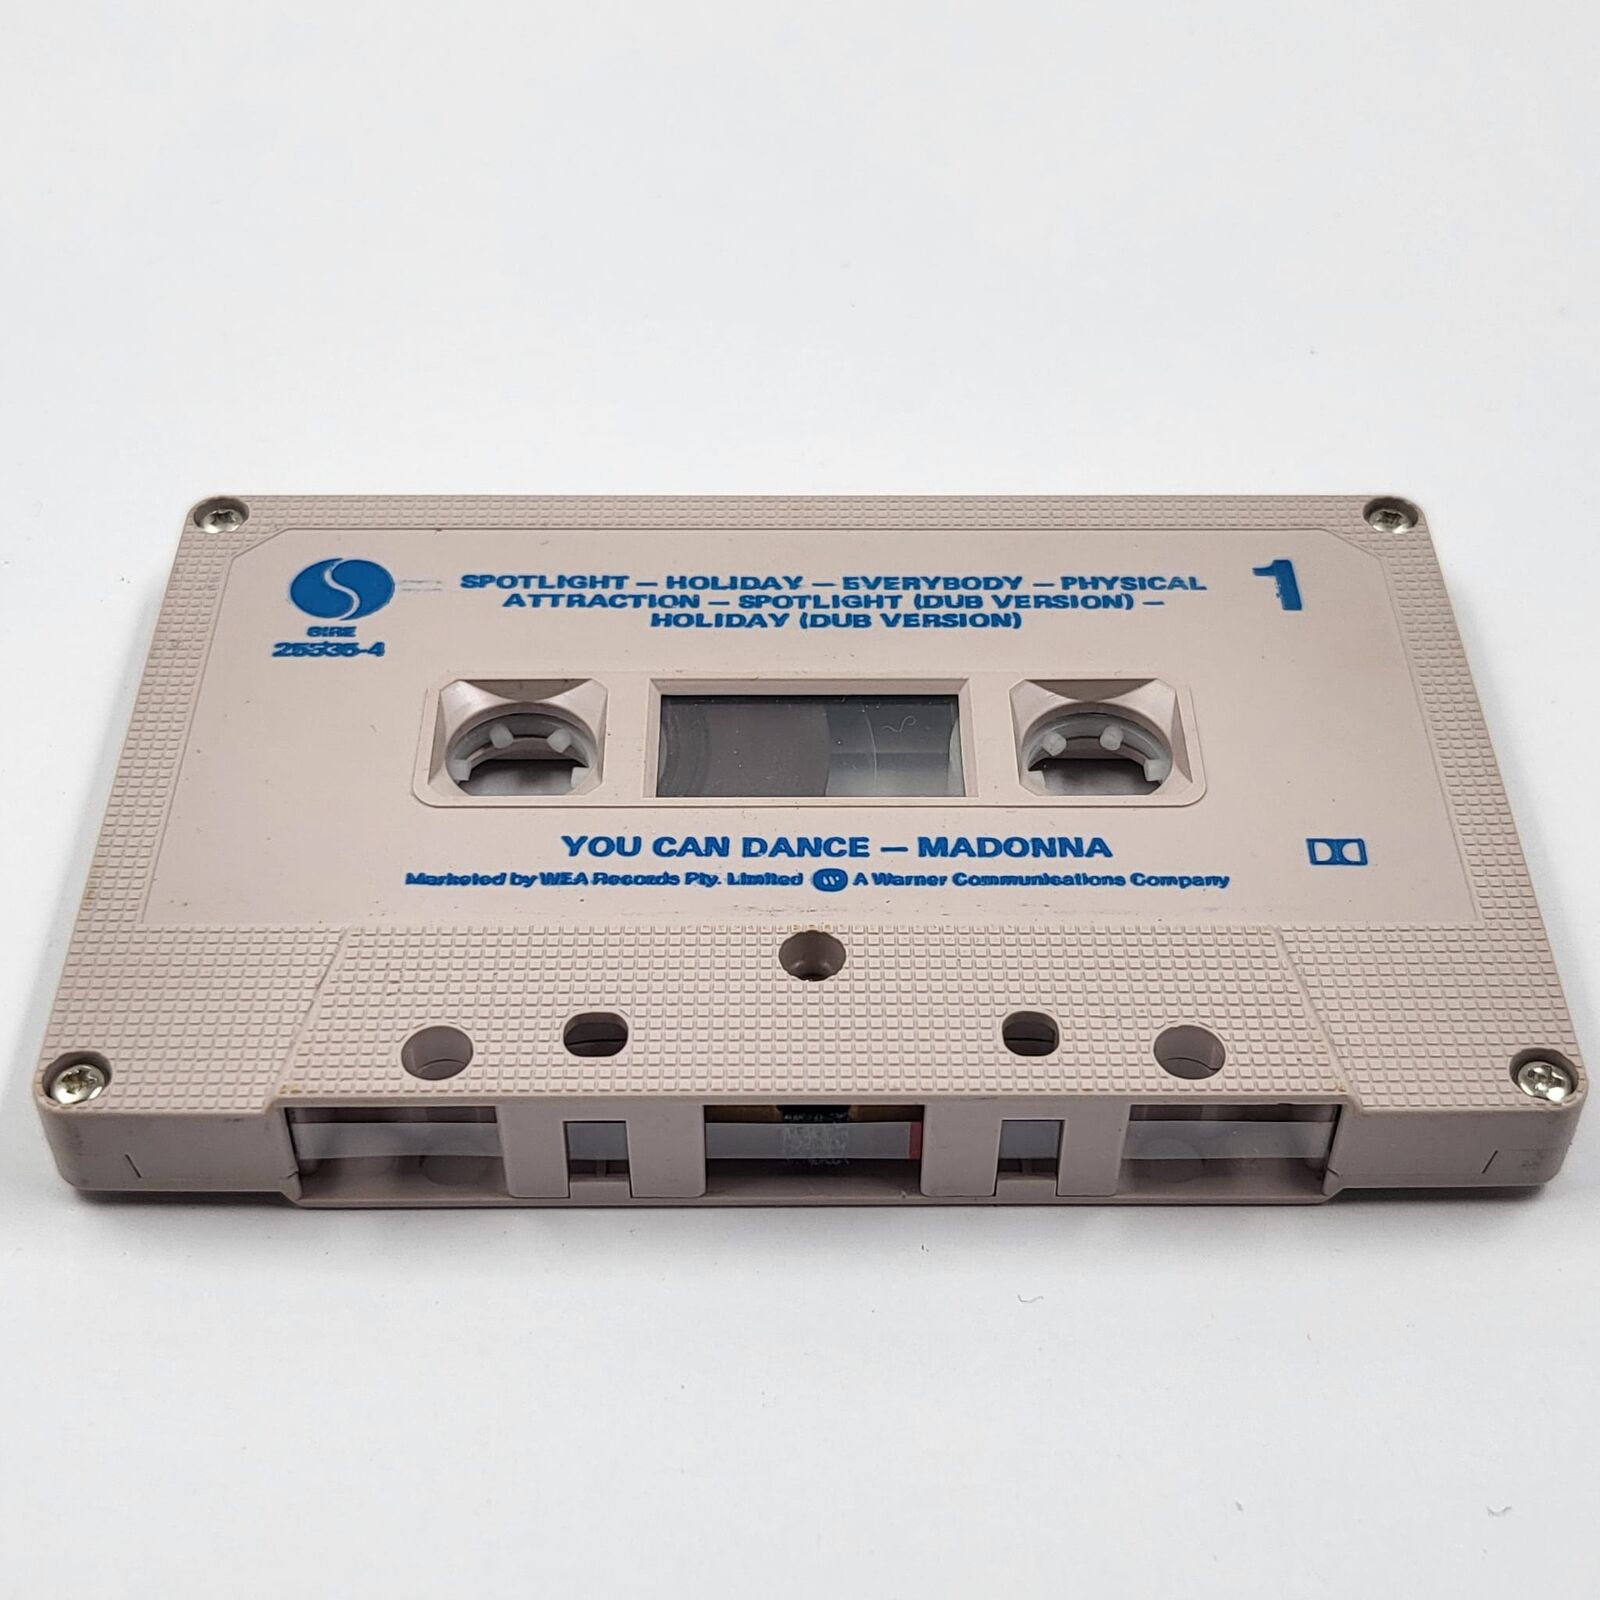 SPOTLIGHT – HOLIDAY – EVERYBODY – PHYSICAL
ATTRACTION – SPOTLIGHT (DUB VERSION) –
HOLIDAY (DUB VERSION)
1
SIRE
25535-4
YOU CAN DANCE – MADONNA
Marketed by WEA Records Pty. Limited W A Warner Communications Company